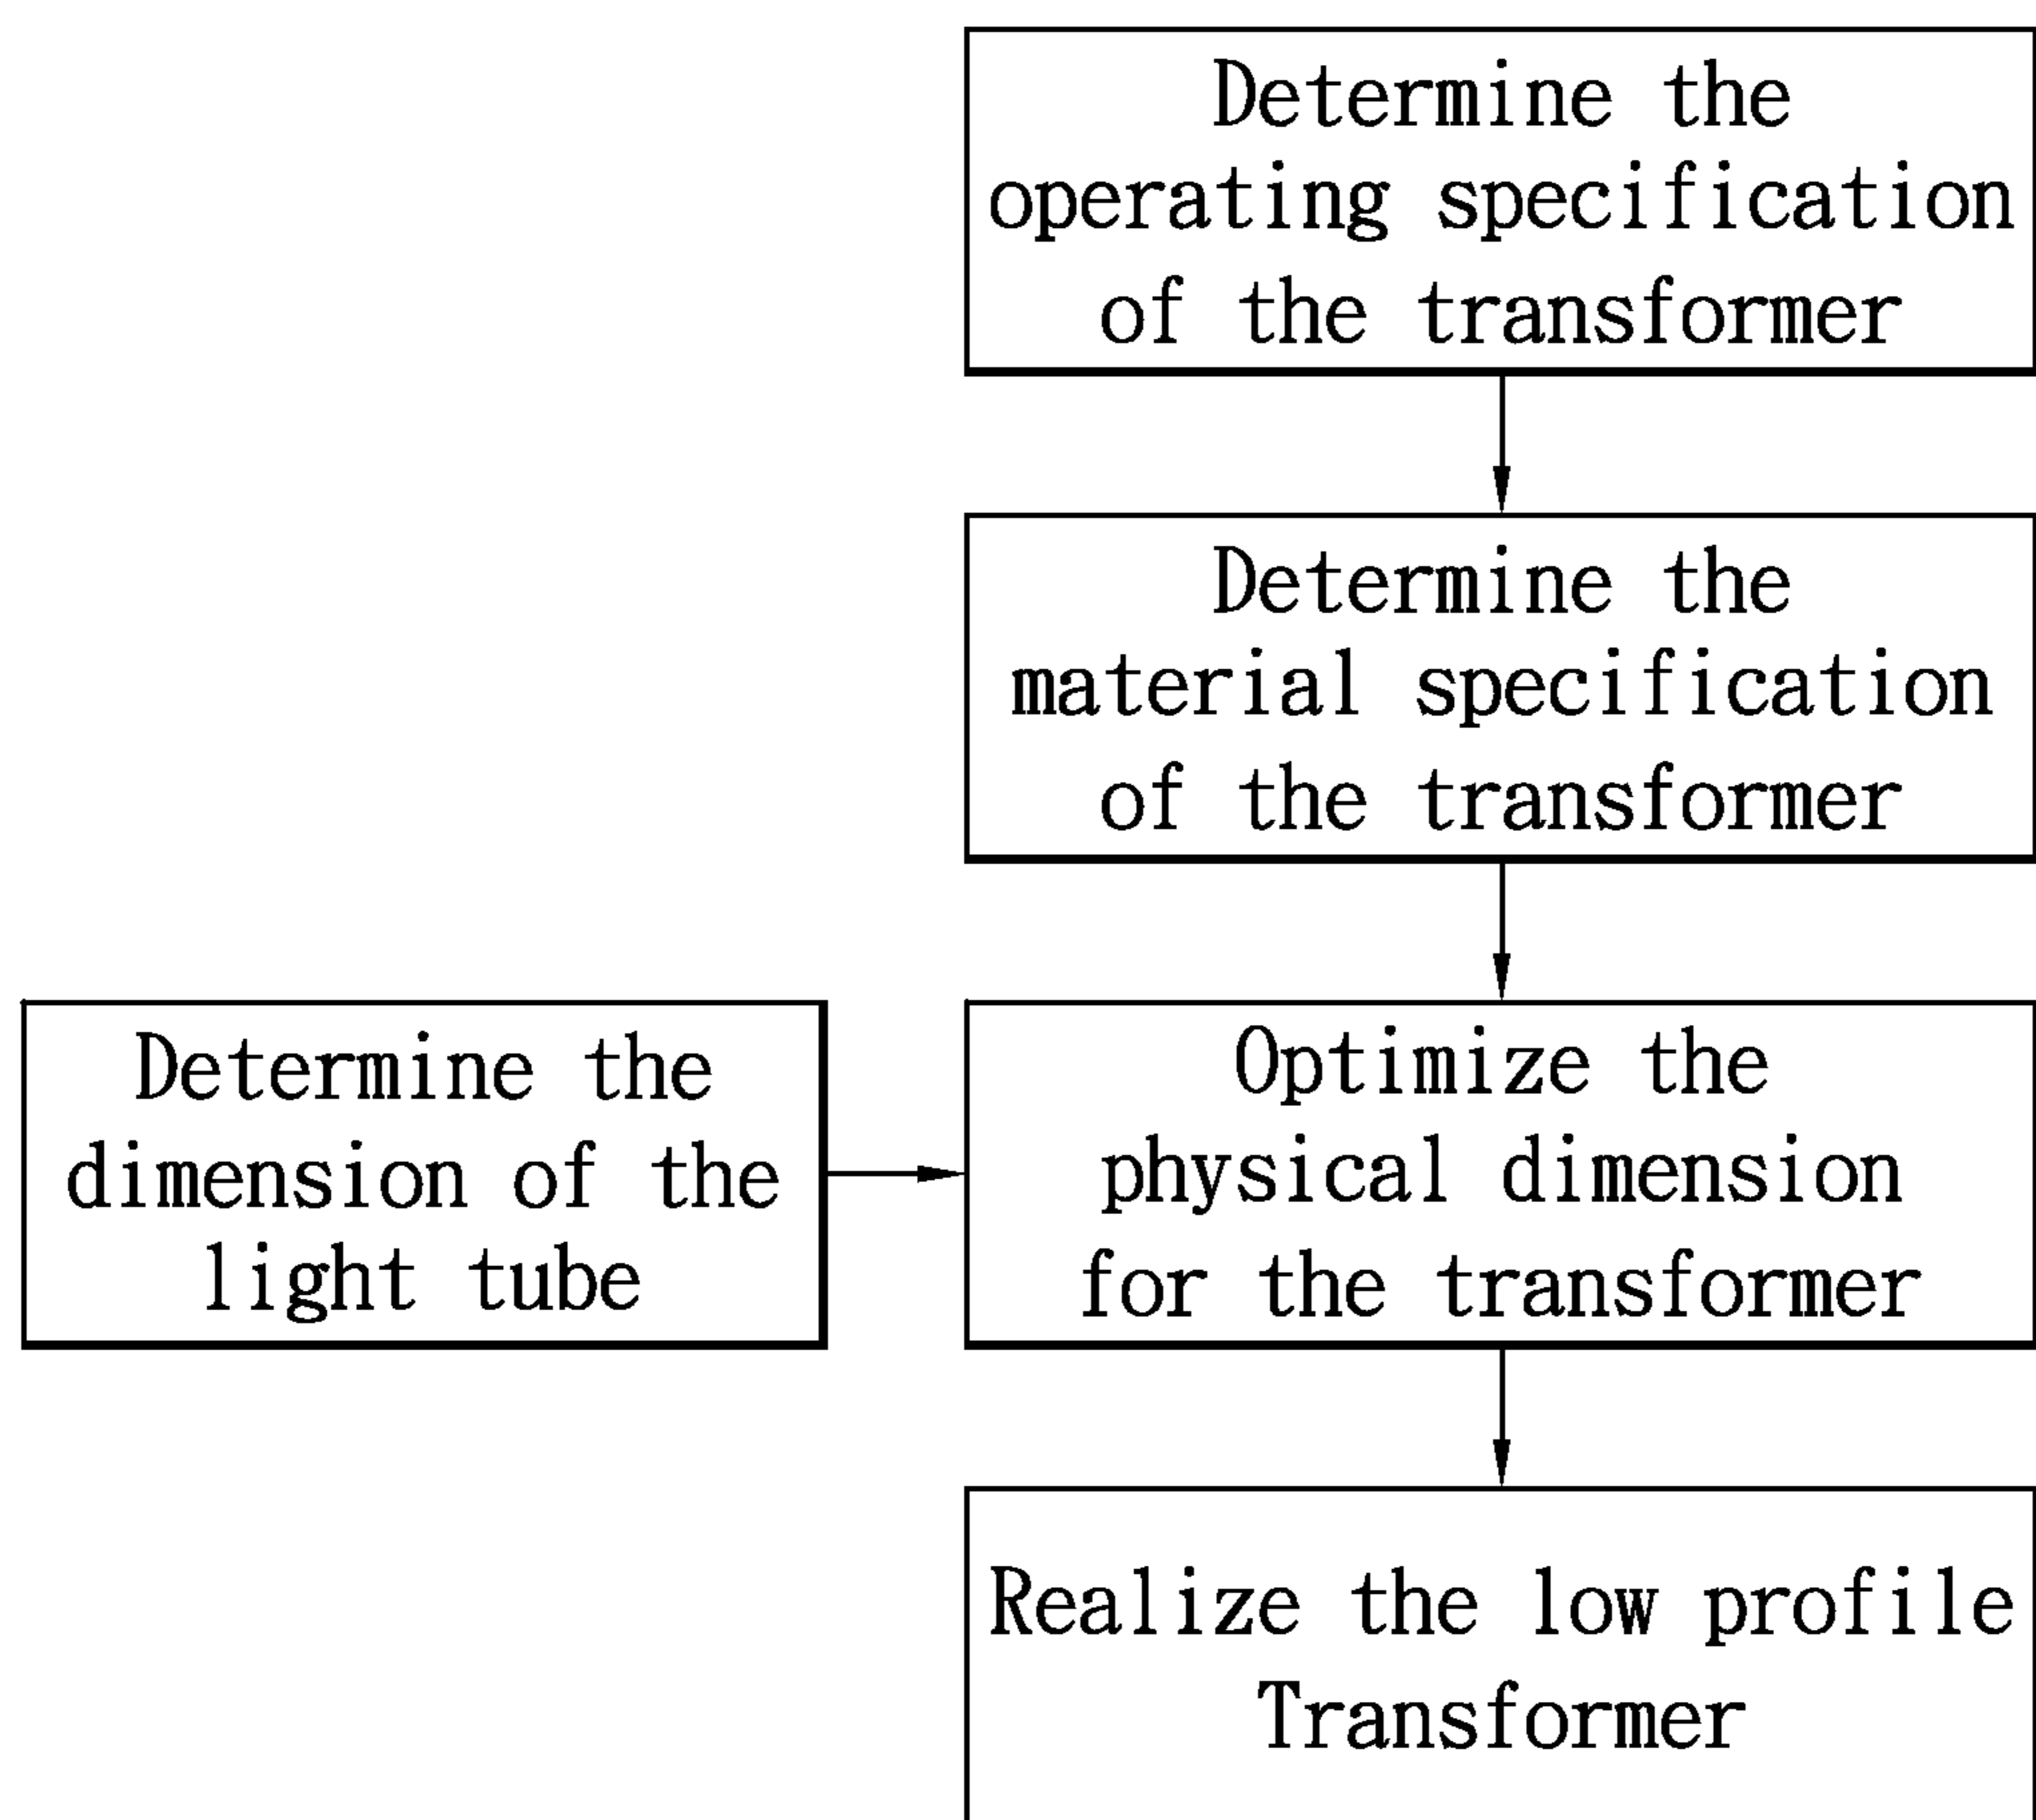 Determine the
operating specification
of the transformer
Determine the
material specification
of the transformer
Determine the
dimension of the
light tube
Optimize the
physical dimension
for the transformer
Realize the low profile
Transformer